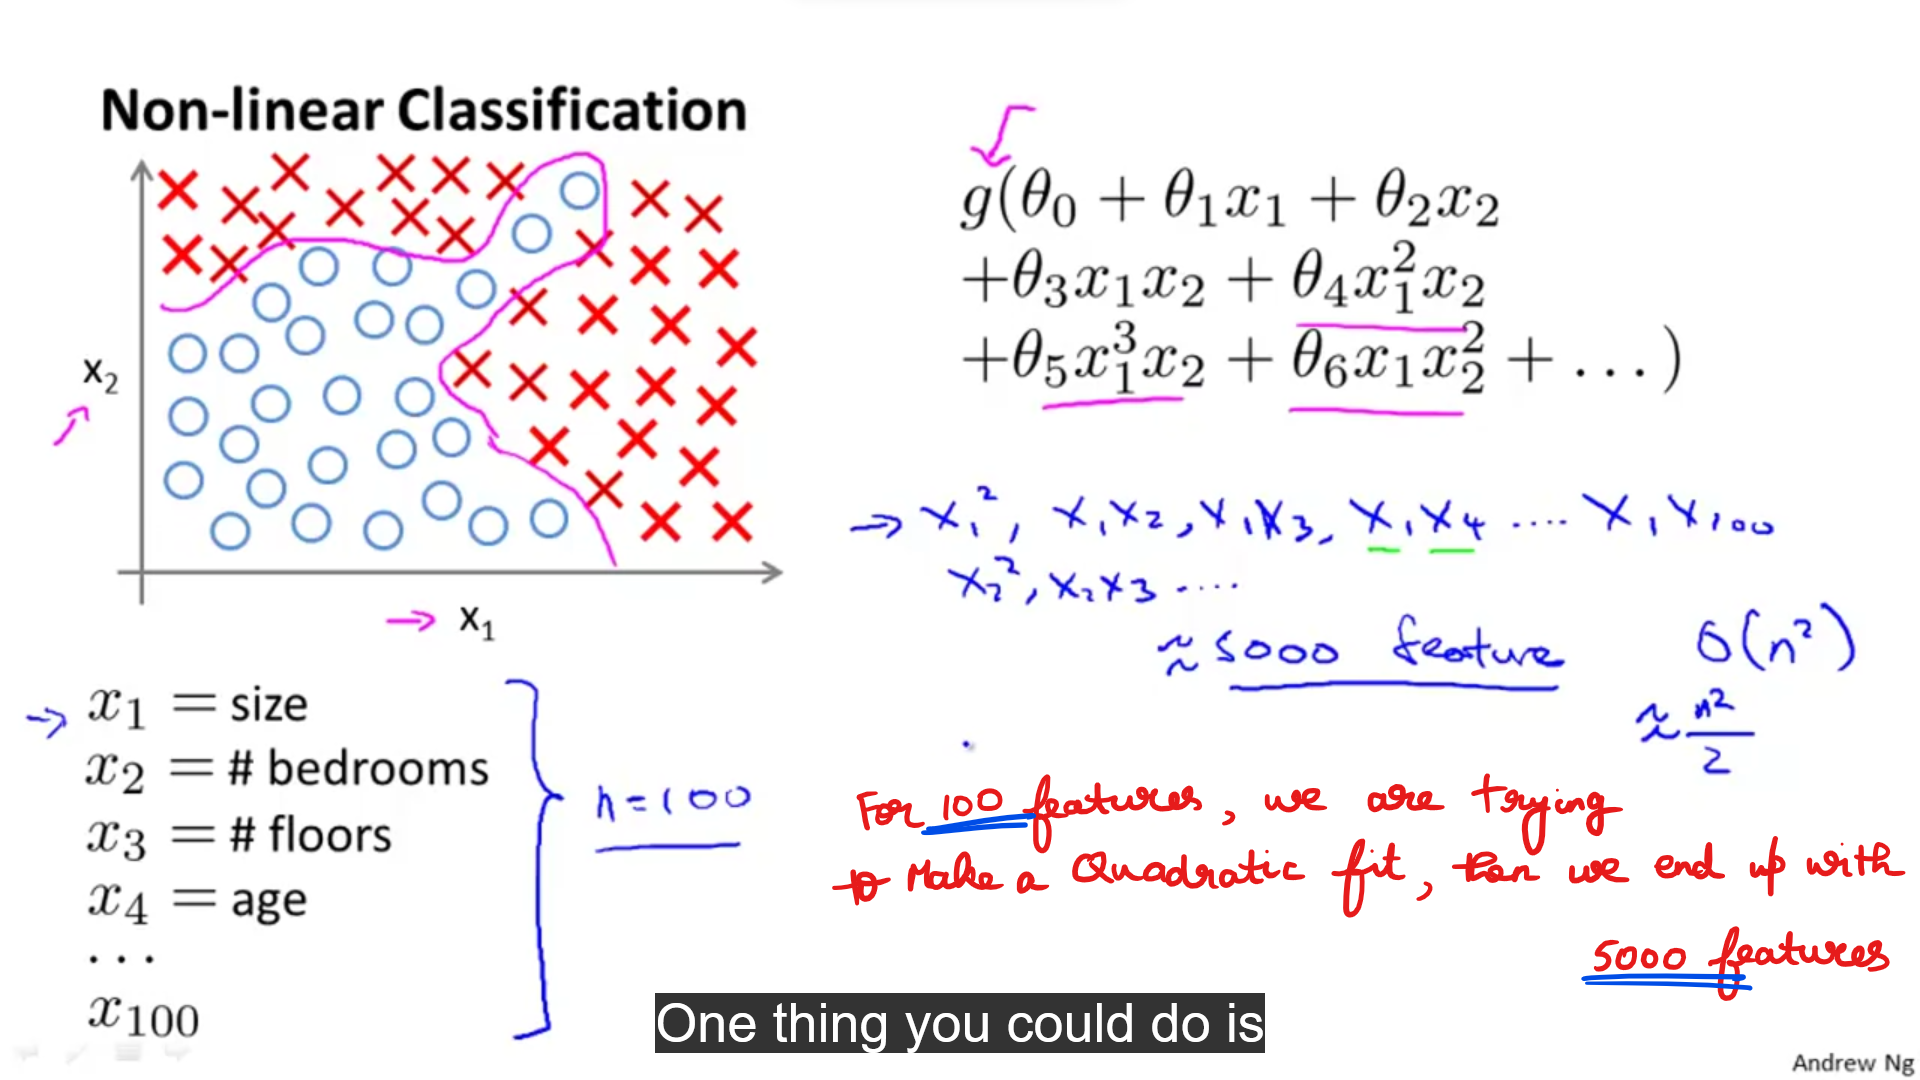 Non-linear Classification
x₂
x₁
g(θ₀ + θ₁x₁ + θ₂x₂
+θ₃x₁x₂ + θ₄x₁²x₂
+θ₅x₁³x₂ + θ₆x₁x₂² + ...)
x₁², x₁x₂, x₁x₃, x₁x₄ .... x₁x₁₀₀
x₂², x₂x₃ ....
≈ 5000 feature
O(n²)
≈ n²/2
x₁ = size
x₂ = # bedrooms
x₃ = # floors
x₄ = age
...
x₁₀₀
n=100
For 100 features, we are trying
to Make a Quadratic fit, then we end up with
5000 features
One thing you could do is
Andrew Ng